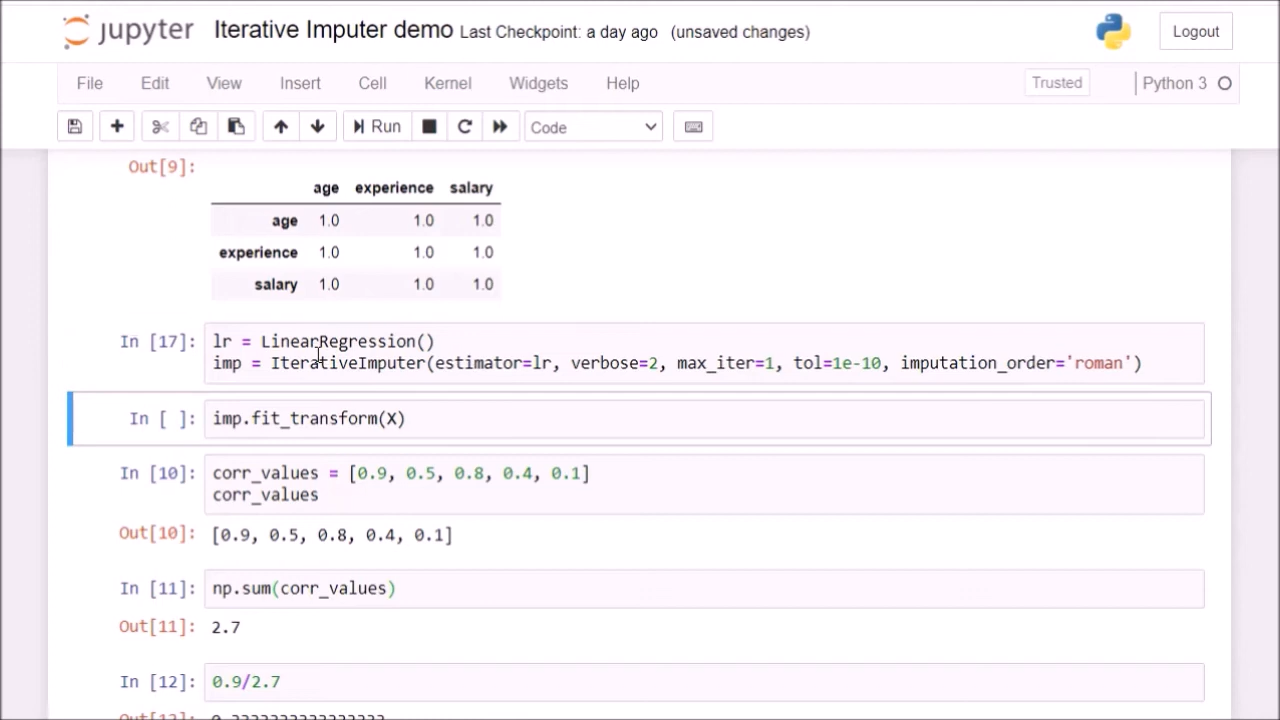 jupyter Iterative Imputer demo Last Checkpoint: a day ago (unsaved changes) Logout
File Edit View Insert Cell Kernel Widgets Help Trusted Python 3
Run Code
Out[9]:
age experience salary
age 1.0 1.0 1.0
experience 1.0 1.0 1.0
salary 1.0 1.0 1.0
In [17]: lr = LinearRegression()
imp = IterativeImputer(estimator=lr, verbose=2, max_iter=1, tol=1e-10, imputation_order='roman')
In [ ]: imp.fit_transform(X)
In [10]: corr_values = [0.9, 0.5, 0.8, 0.4, 0.1]
corr_values
Out[10]: [0.9, 0.5, 0.8, 0.4, 0.1]
In [11]: np.sum(corr_values)
Out[11]: 2.7
In [12]: 0.9/2.7